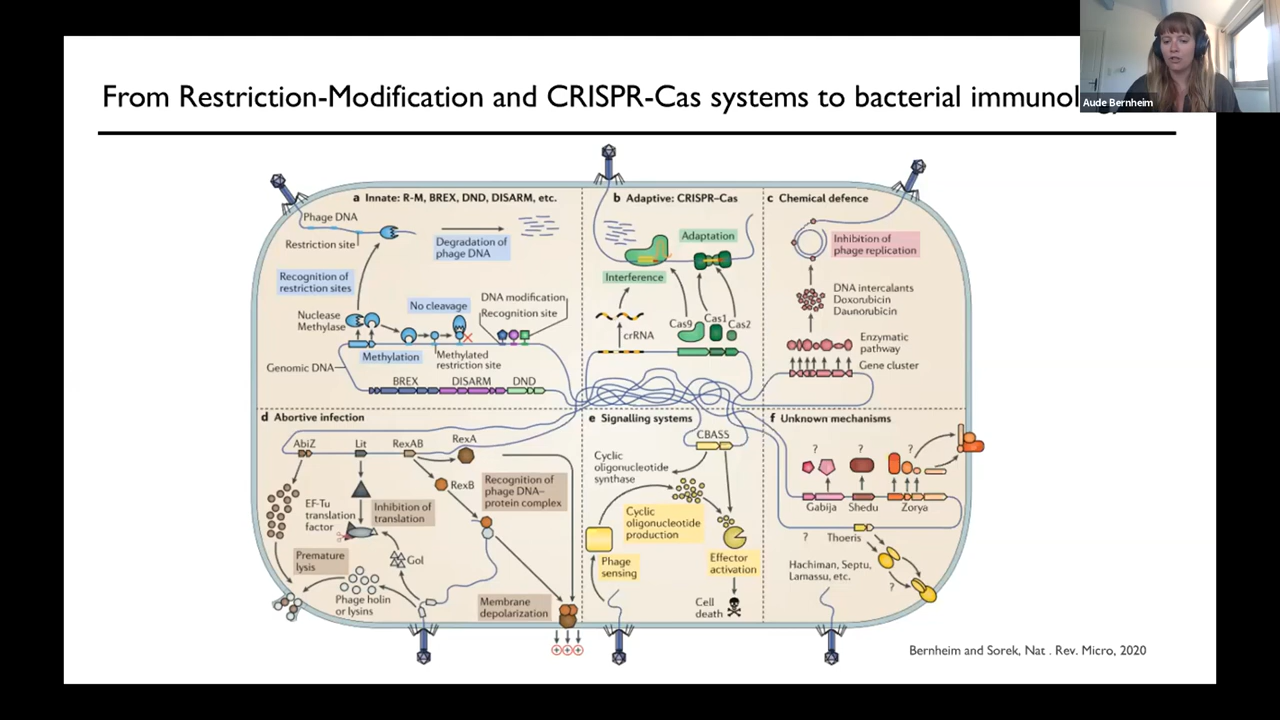 From Restriction-Modification and CRISPR-Cas systems to bacterial immunol
Aude Bernheim
a Innate: R-M, BREX, DND, DISARM, etc.
Phage DNA
Restriction site
Degradation of
phage DNA
Recognition of
restriction sites
No cleavage
DNA modification
Recognition site
Nuclease
Methylase
Methylation
Methylated
restriction site
Genomic DNA
BREX
DISARM
DND
b Adaptive: CRISPR–Cas
Adaptation
Interference
crRNA
Cas9
Cas1
Cas2
c Chemical defence
Inhibition of
phage replication
DNA intercalants
Doxorubicin
Daunorubicin
Enzymatic
pathway
Gene cluster
d Abortive infection
AbiZ
Lit
RexAB
RexA
RexB
Recognition of
phage DNA–
protein complex
EF-Tu
translation
factor
Inhibition of
translation
Premature
lysis
Gol
Phage holin
or lysins
Membrane
depolarization
+ + +
e Signalling systems
CBASS
Cyclic
oligonucleotide
synthase
Cyclic
oligonucleotide
production
Phage
sensing
Effector
activation
Cell
death
f Unknown mechanisms
? ? ?
Gabija
Shedu
Zorya
?
Thoeris
Hachiman, Septu,
Lamassu, etc.
?
Bernheim and Sorek, Nat . Rev. Micro, 2020